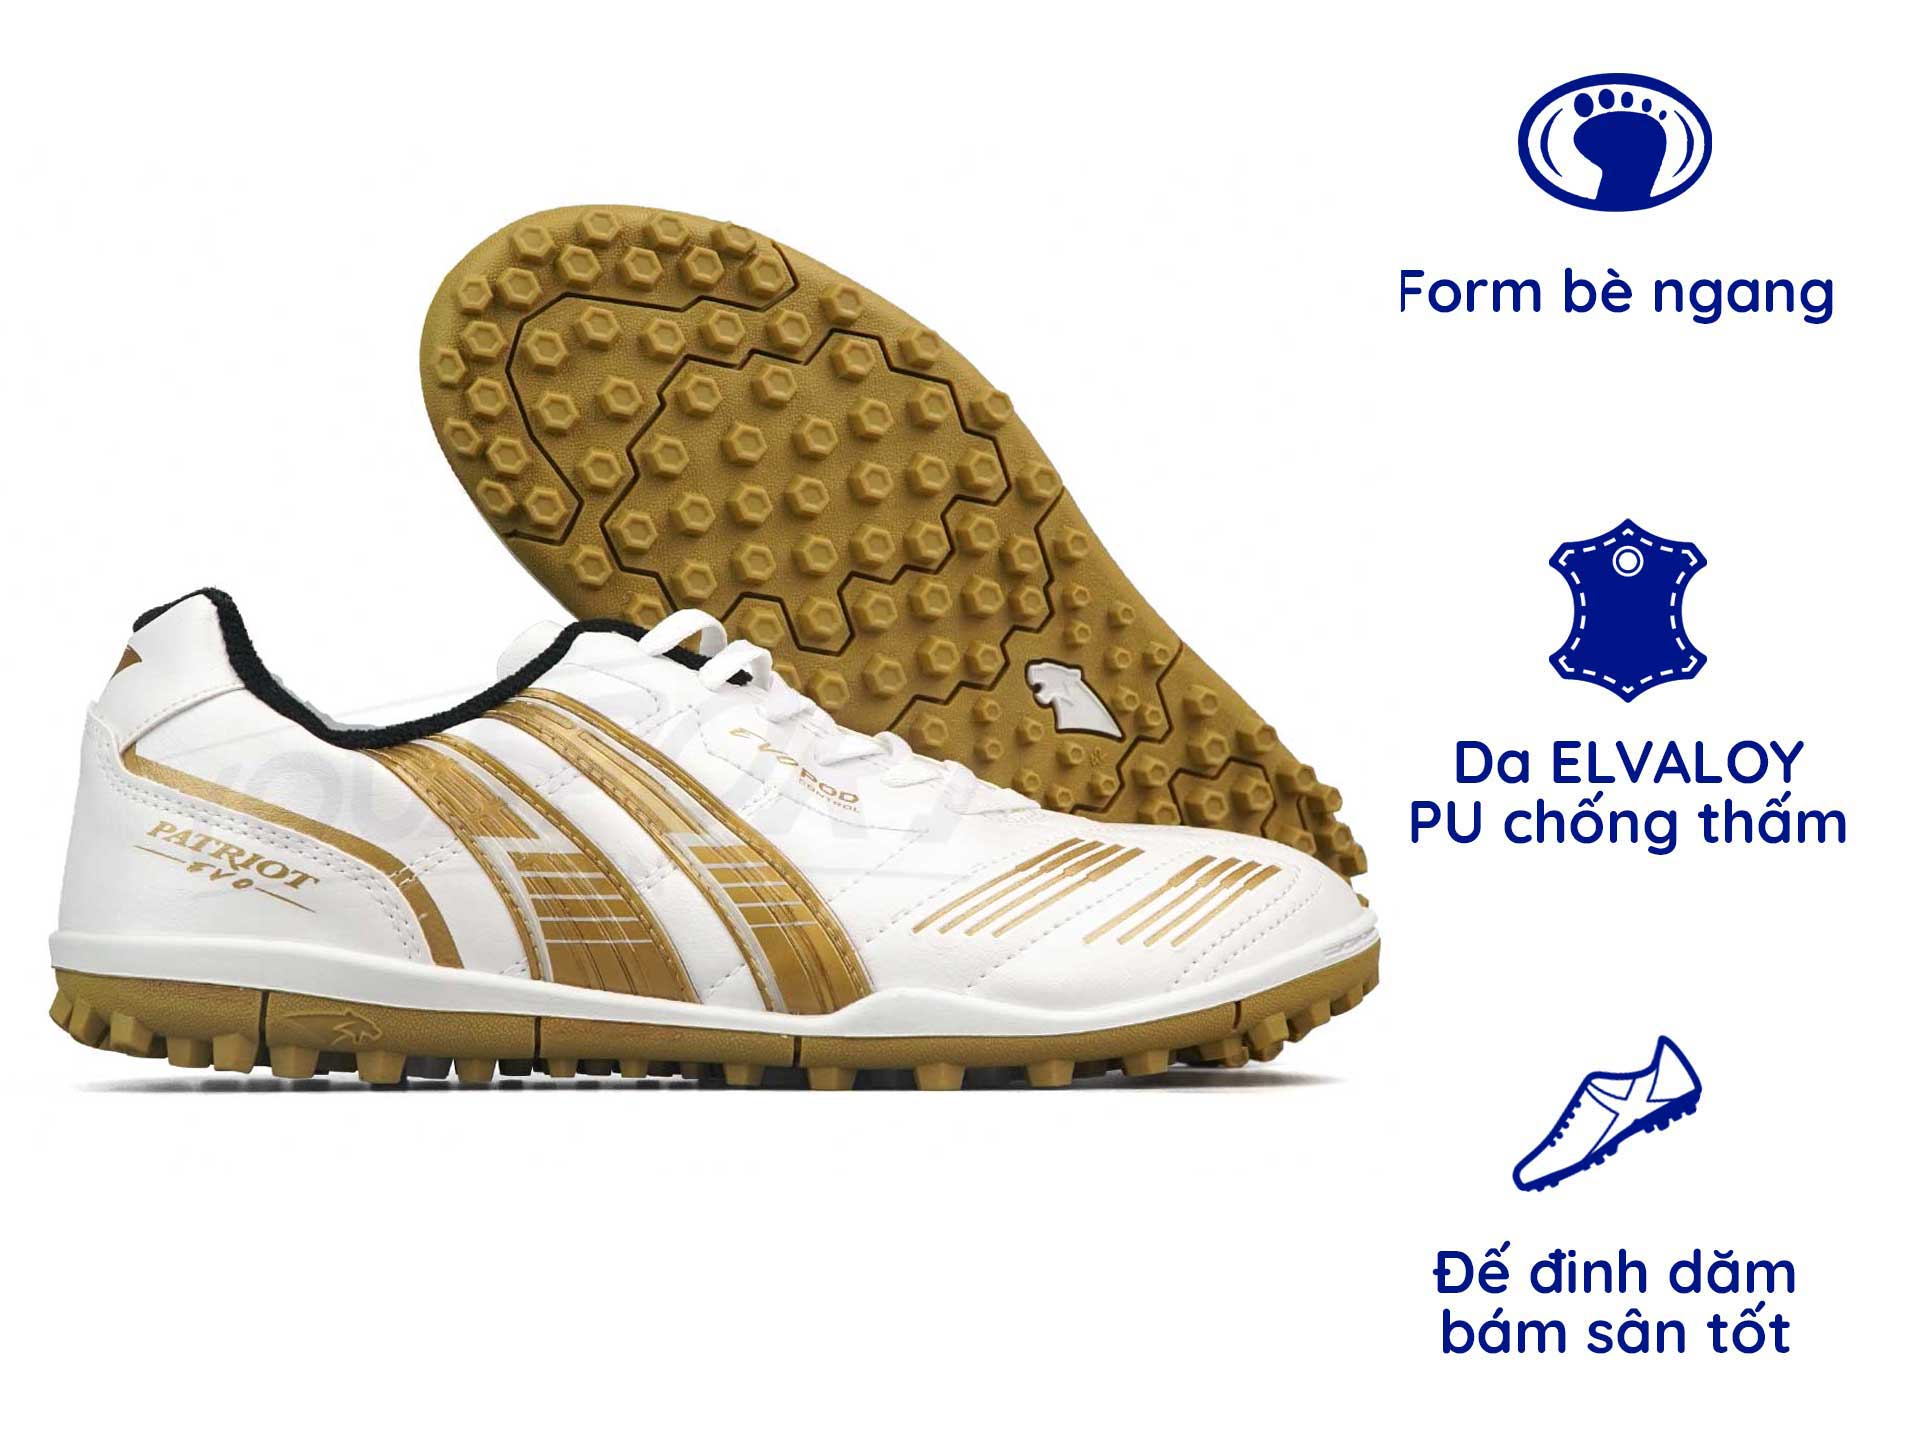 Form bè ngang
Da ELVALOY
PU chống thấm
Đế đinh dăm
bám sân tốt
EVO POD
CONTROL
PATRIOT
EVO